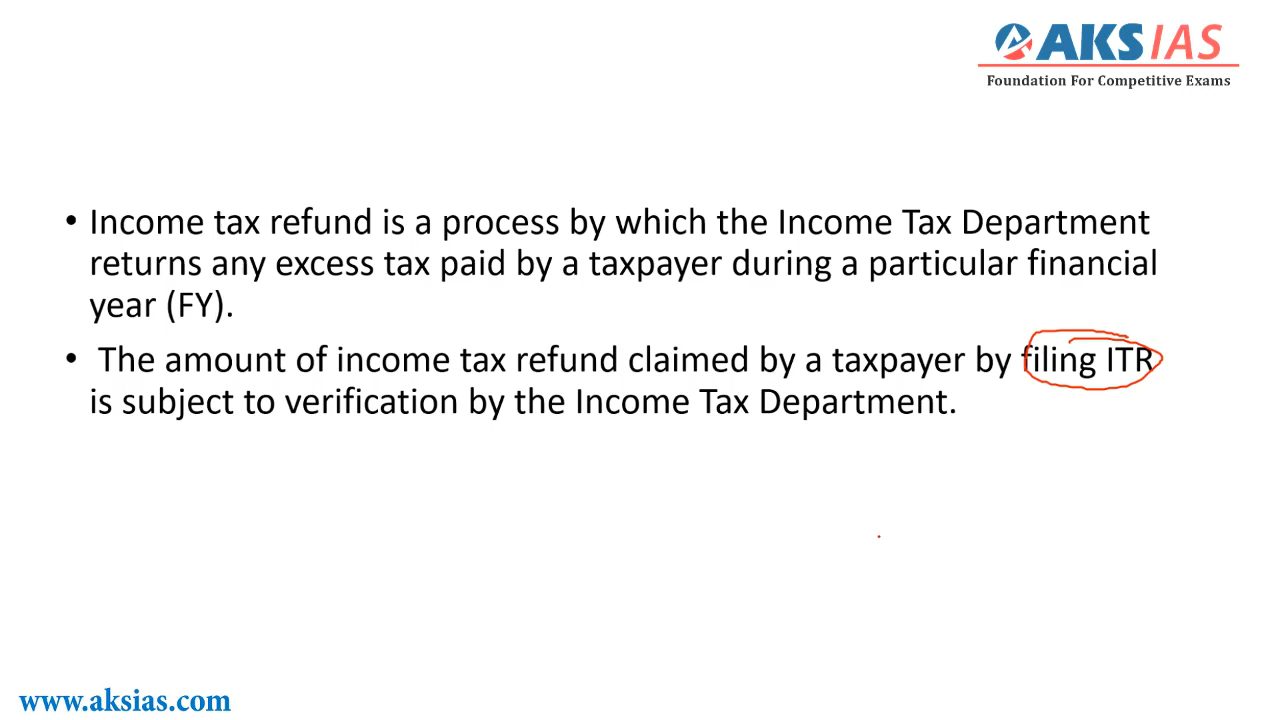 AKS IAS
Foundation For Competitive Exams
• Income tax refund is a process by which the Income Tax Department
returns any excess tax paid by a taxpayer during a particular financial
year (FY).
• The amount of income tax refund claimed by a taxpayer by filing ITR
is subject to verification by the Income Tax Department.
www.aksias.com